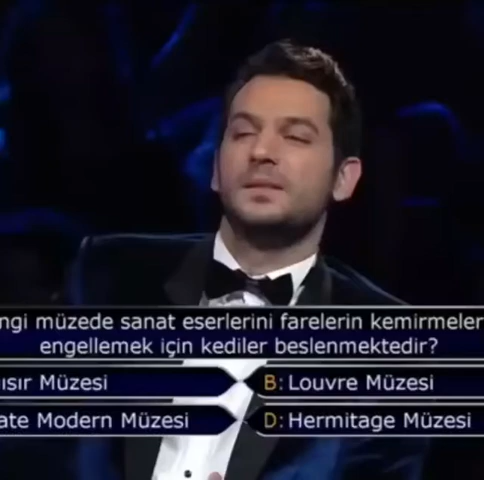 ngi müzede sanat eserlerini farelerin kemirmeler
engellemek için kediler beslenmektedir?
ısır Müzesi
B: Louvre Müzesi
ate Modern Müzesi
D: Hermitage Müzesi